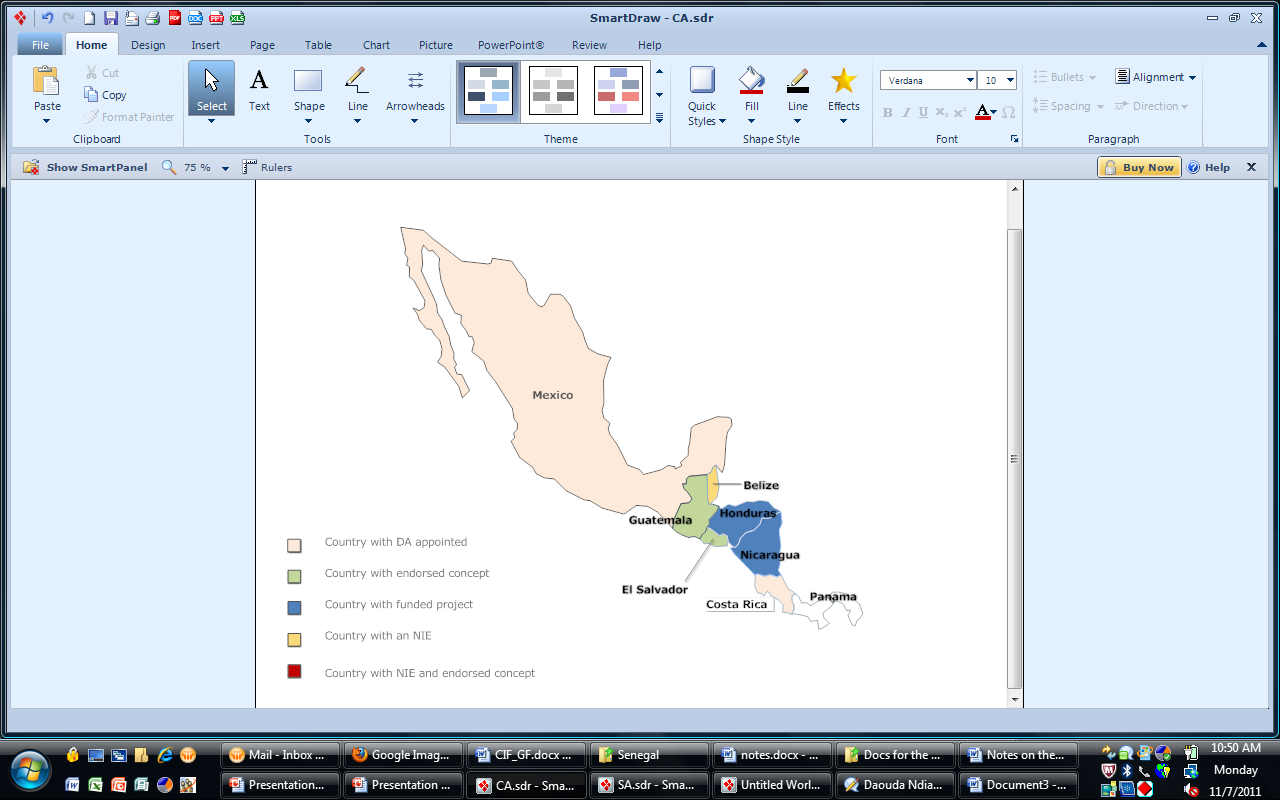 SmartDraw - CA.sdr
File Home Design Insert Page Table Chart Picture PowerPoint® Review Help
Paste
Cut
Copy
Format Painter
Clipboard
Select Text Shape Line Arrowheads
Tools
Theme
Quick Styles Fill Line Effects
Shape Style
Verdana 10
B I U X₂ X² A Ω
Font
Bullets Alignment
Spacing Direction
Paragraph
Show SmartPanel 75 % Rulers Buy Now Help X
Mexico
Belize
Honduras
Guatemala
Nicaragua
El Salvador
Panama
Costa Rica
Country with DA appointed
Country with endorsed concept
Country with funded project
Country with an NIE
Country with NIE and endorsed concept
Mail - Inbox ... Google Imag... CIF_GF.docx ... Senegal notes.docx - ... Docs for the ... Notes on the... 10:50 AM
Monday
Presentation... Presentation ... CA.sdr - Sma... SA.sdr - Sma... Untitled Worl... Daouda Ndia... Document3 -... 11/7/2011